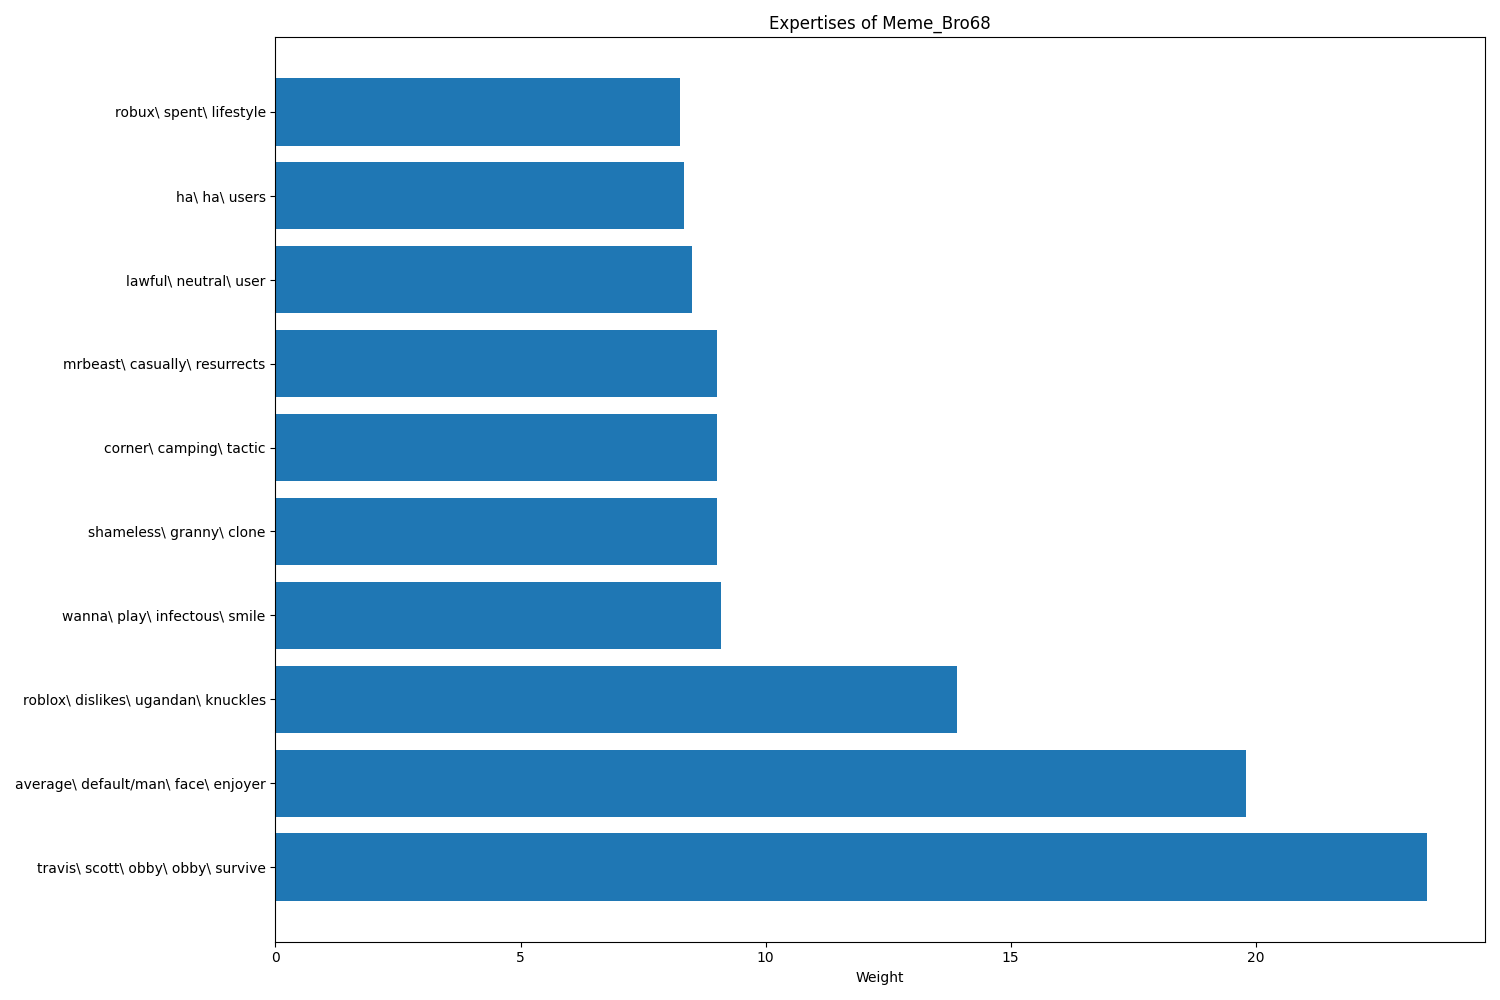 Expertises of Meme_Bro68
robux\ spent\ lifestyle
ha\ ha\ users
lawful\ neutral\ user
mrbeast\ casually\ resurrects
corner\ camping\ tactic
shameless\ granny\ clone
wanna\ play\ infectous\ smile
roblox\ dislikes\ ugandan\ knuckles
average\ default/man\ face\ enjoyer
travis\ scott\ obby\ obby\ survive
0 5 10 15 20
Weight